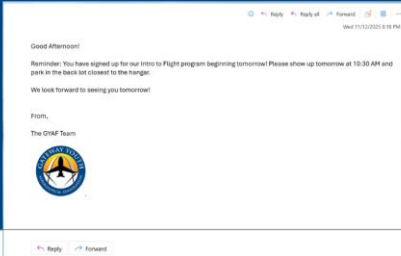 Reply Reply all Forward
Wed 11/12/2025 8:16 PM
Good Afternoon!
Reminder: You have signed up for our Intro to Flight program beginning tomorrow! Please show up tomorrow at 10:30 AM and
park in the back lot closest to the hangar.
We look forward to seeing you tomorrow!
From,
The GYAF Team
GATEWAY YOUTH
Reply Forward